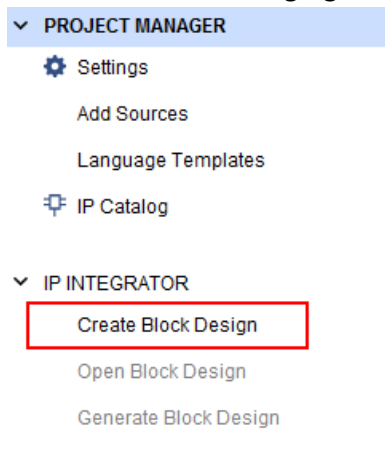 PROJECT MANAGER
Settings
Add Sources
Language Templates
IP Catalog
IP INTEGRATOR
Create Block Design
Open Block Design
Generate Block Design